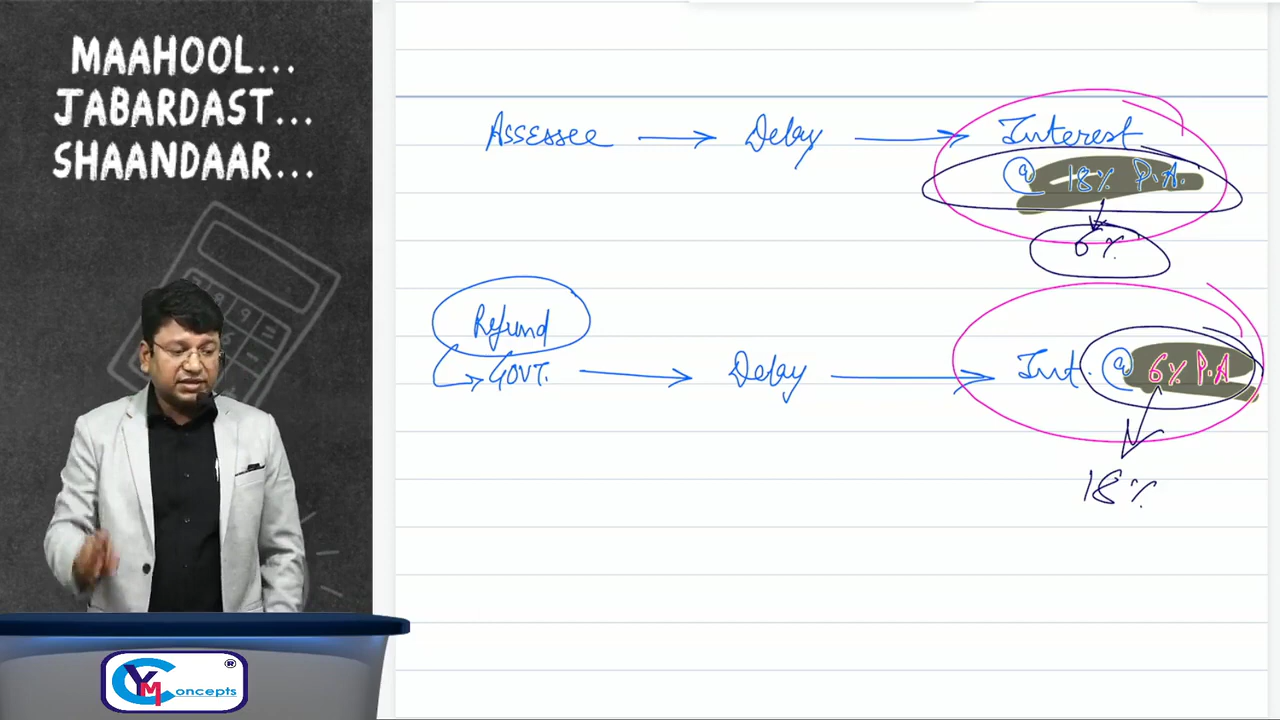 MAAHOOL...
JABARDAST...
SHAANDAAR...
Assessee → Delay → Interest
@ 18% P.A.
6%
Refund
↳ GOVT. → Delay → Int. @ 6% P.A
18%
YM Concepts ®